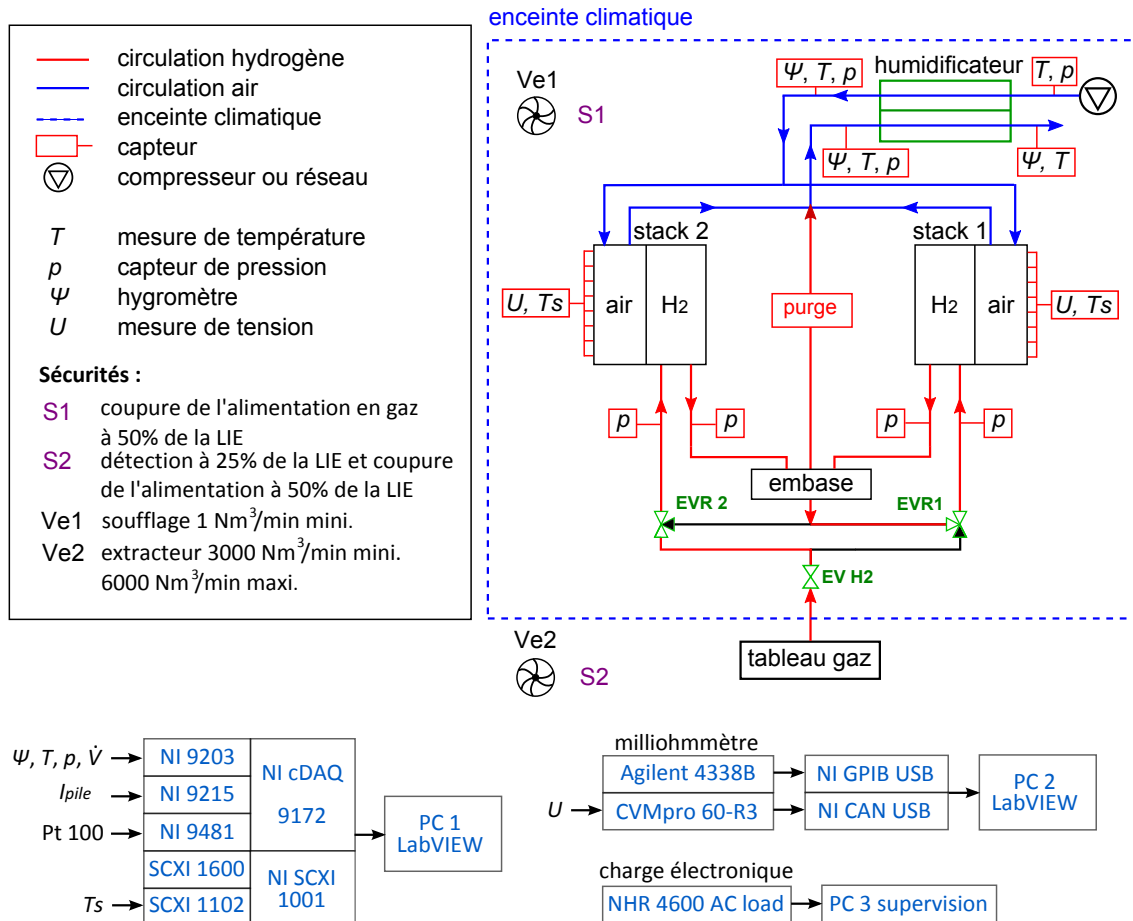 enceinte climatique
circulation hydrogène
circulation air
enceinte climatique
capteur
compresseur ou réseau
T mesure de température
p capteur de pression
Ψ hygromètre
U mesure de tension
Sécurités :
S1 coupure de l'alimentation en gaz
à 50% de la LIE
S2 détection à 25% de la LIE et coupure
de l'alimentation à 50% de la LIE
Ve1 soufflage 1 Nm³/min mini.
Ve2 extracteur 3000 Nm³/min mini.
6000 Nm³/min maxi.
Ve1
S1
Ψ, T, p
humidificateur
T, p
Ψ, T, p
Ψ, T
stack 2
stack 1
U, Ts
air
H2
purge
H2
air
U, Ts
p
p
p
p
embase
EVR 2
EVR1
EV H2
Ve2
S2
tableau gaz
Ψ, T, p, V̇
NI 9203
NI cDAQ
9172
Ipile
NI 9215
Pt 100
NI 9481
PC 1
LabVIEW
SCXI 1600
NI SCXI
1001
Ts
SCXI 1102
milliohmmètre
Agilent 4338B
NI GPIB USB
PC 2
LabVIEW
U
CVMpro 60-R3
NI CAN USB
charge électronique
NHR 4600 AC load
PC 3 supervision